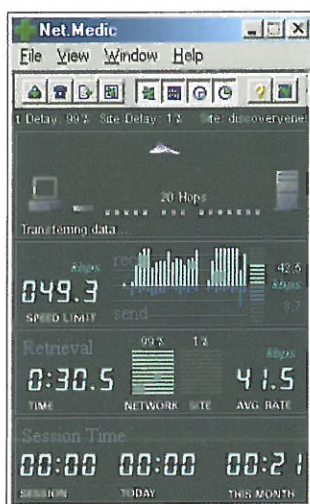 Net.Medic
File View Window Help
t Delay: 99% Site Delay: 1% Site: discoveryene
20 Hops
Transferring data...
kbps
rec
42.5
kbps
049.3
SPEED LIMIT
send
Retrieval
99% 1%
kbps
0:30.5
41.5
TIME NETWORK SITE AVG RATE
Session Time
00:00 00:00 00:21
SESSION TODAY THIS MONTH